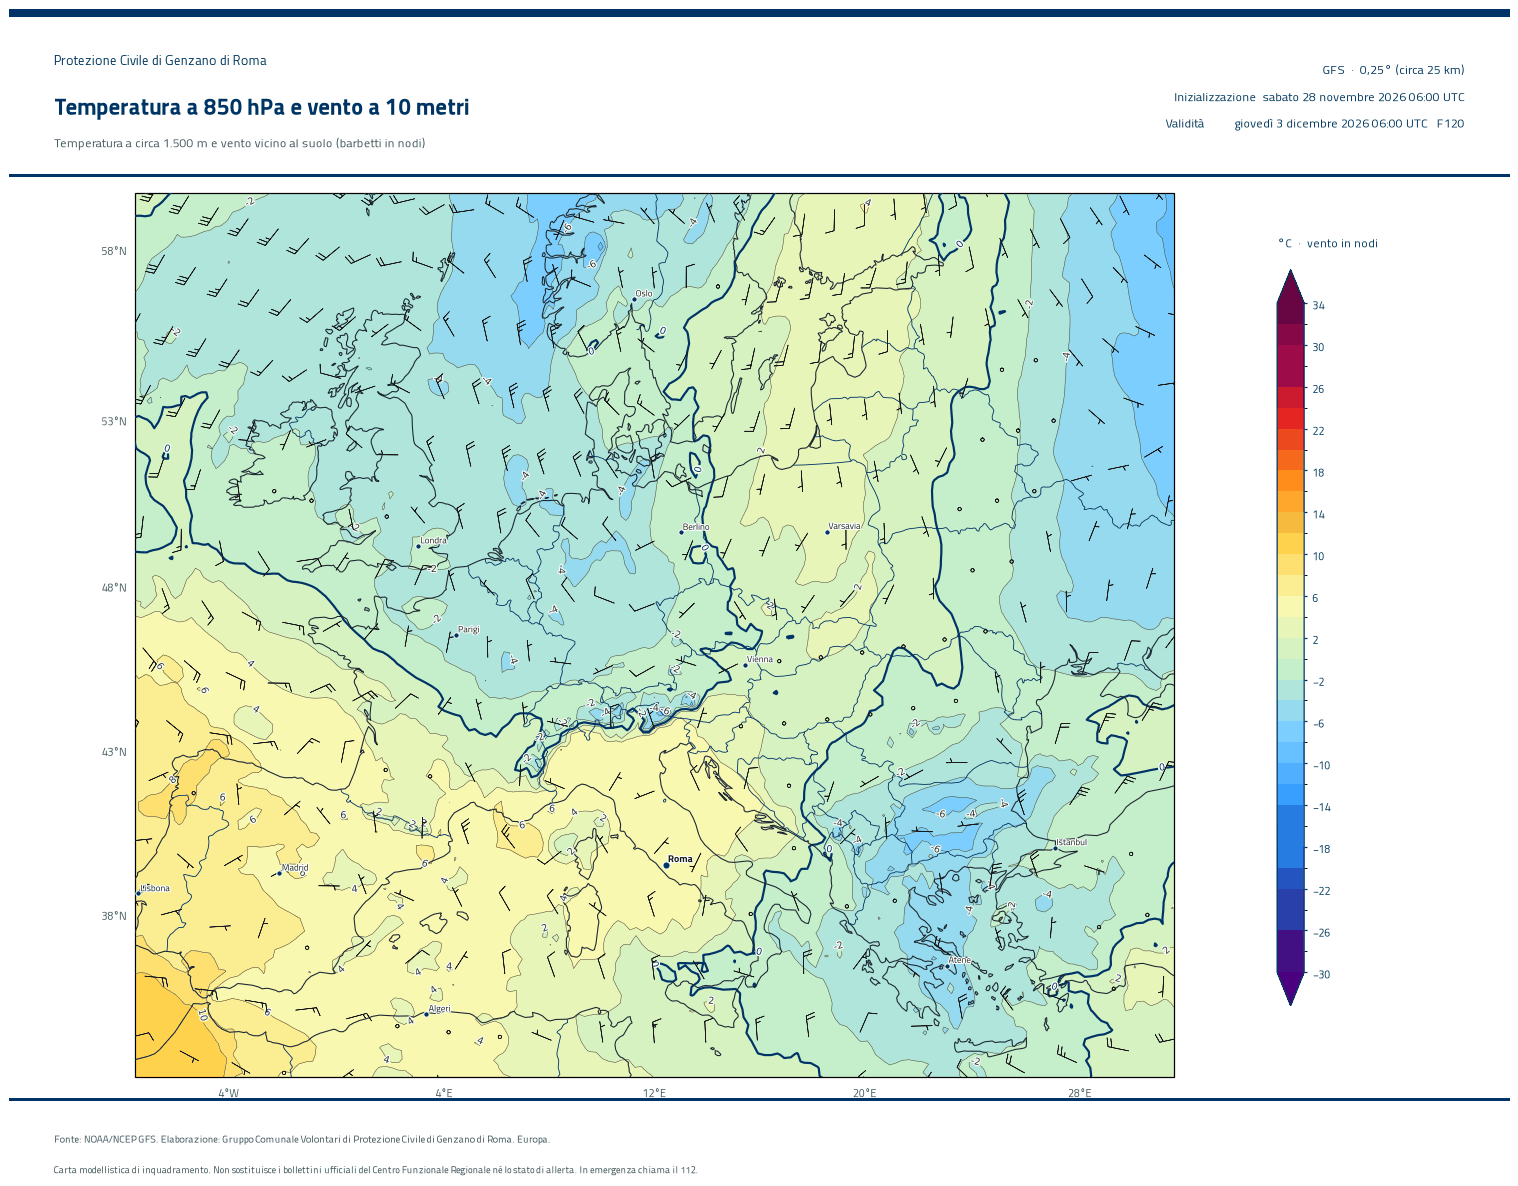 Protezione Civile di Genzano di Roma
Temperatura a 850 hPa e vento a 10 metri
Temperatura a circa 1.500 m e vento vicino al suolo (barbetti in nodi)
GFS · 0,25° (circa 25 km)
Inizializzazione sabato 28 novembre 2026 06:00 UTC
Validità giovedì 3 dicembre 2026 06:00 UTC F120
°C · vento in nodi
34
30
26
22
18
14
10
6
2
−2
−6
−10
−14
−18
−22
−26
−30
58°N
53°N
48°N
43°N
38°N
4°W
4°E
12°E
20°E
28°E
Oslo
Londra
Berlino
Varsavia
Parigi
Vienna
Roma
Madrid
Lisbona
Istanbul
Atene
Algeri
Fonte: NOAA/NCEP GFS. Elaborazione: Gruppo Comunale Volontari di Protezione Civile di Genzano di Roma. Europa.
Carta modellistica di inquadramento. Non sostituisce i bollettini ufficiali del Centro Funzionale Regionale né lo stato di allerta. In emergenza chiama il 112.